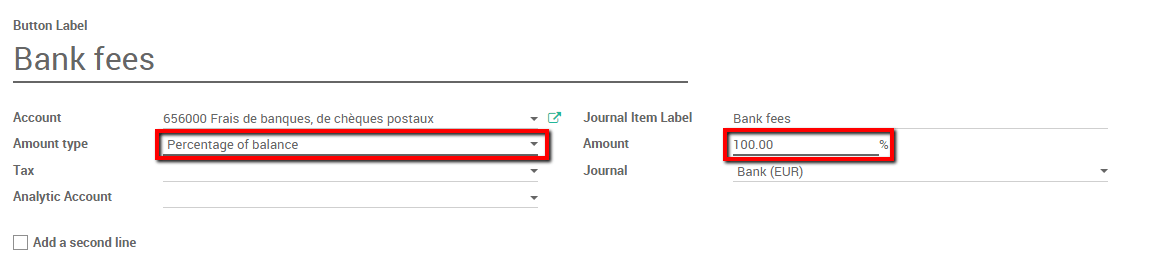 Button Label
Bank fees
Account 656000 Frais de banques, de chèques postaux Journal Item Label Bank fees
Amount type Percentage of balance Amount 100.00 %
Tax Journal Bank (EUR)
Analytic Account
Add a second line